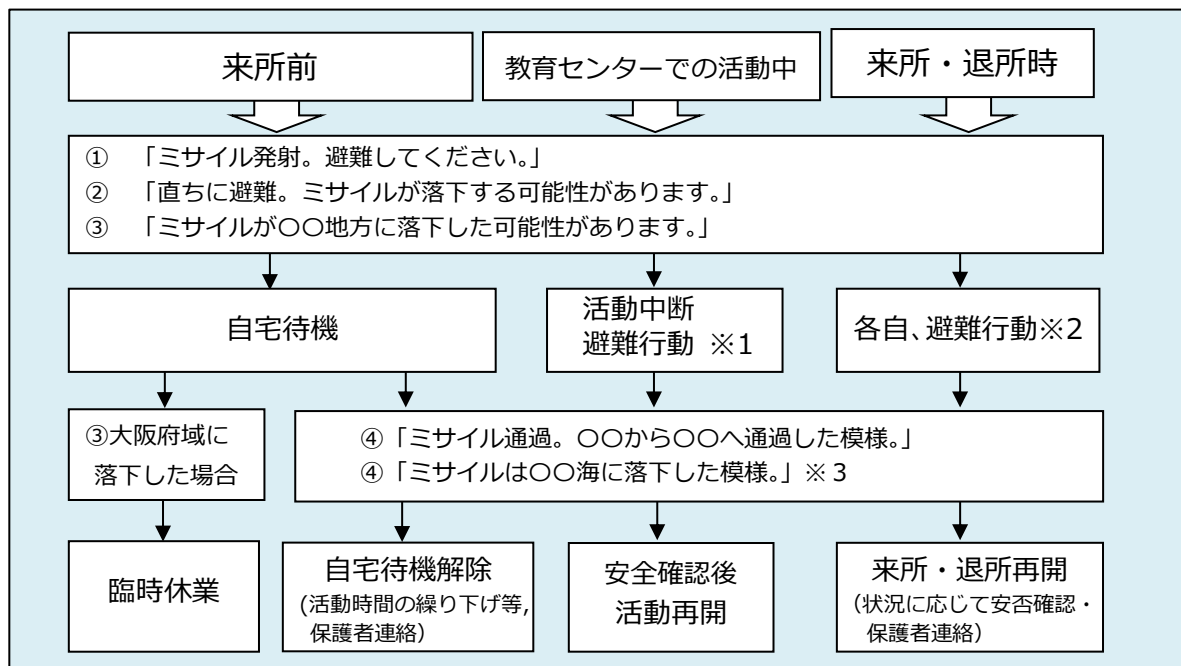 来所前
教育センターでの活動中
来所・退所時
① 「ミサイル発射。避難してください。」
② 「直ちに避難。ミサイルが落下する可能性があります。」
③ 「ミサイルが〇〇地方に落下した可能性があります。」
自宅待機
活動中断
避難行動 ※1
各自、避難行動※2
③大阪府域に
落下した場合
④「ミサイル通過。〇〇から〇〇へ通過した模様。」
④「ミサイルは〇〇海に落下した模様。」※３
臨時休業
自宅待機解除
(活動時間の繰り下げ等,
保護者連絡）
安全確認後
活動再開
来所・退所再開
（状況に応じて安否確認・
保護者連絡）